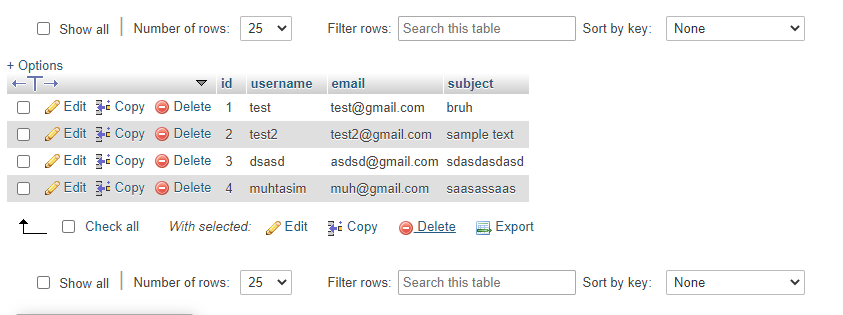 Show all Number of rows: 25 Filter rows: Search this table Sort by key: None
+ Options
←T→ id username email subject
Edit Copy Delete 1 test test@gmail.com bruh
Edit Copy Delete 2 test2 test2@gmail.com sample text
Edit Copy Delete 3 dsasd asdsd@gmail.com sdasdasdasd
Edit Copy Delete 4 muhtasim muh@gmail.com saasassaas
Check all With selected: Edit Copy Delete Export
Show all Number of rows: 25 Filter rows: Search this table Sort by key: None